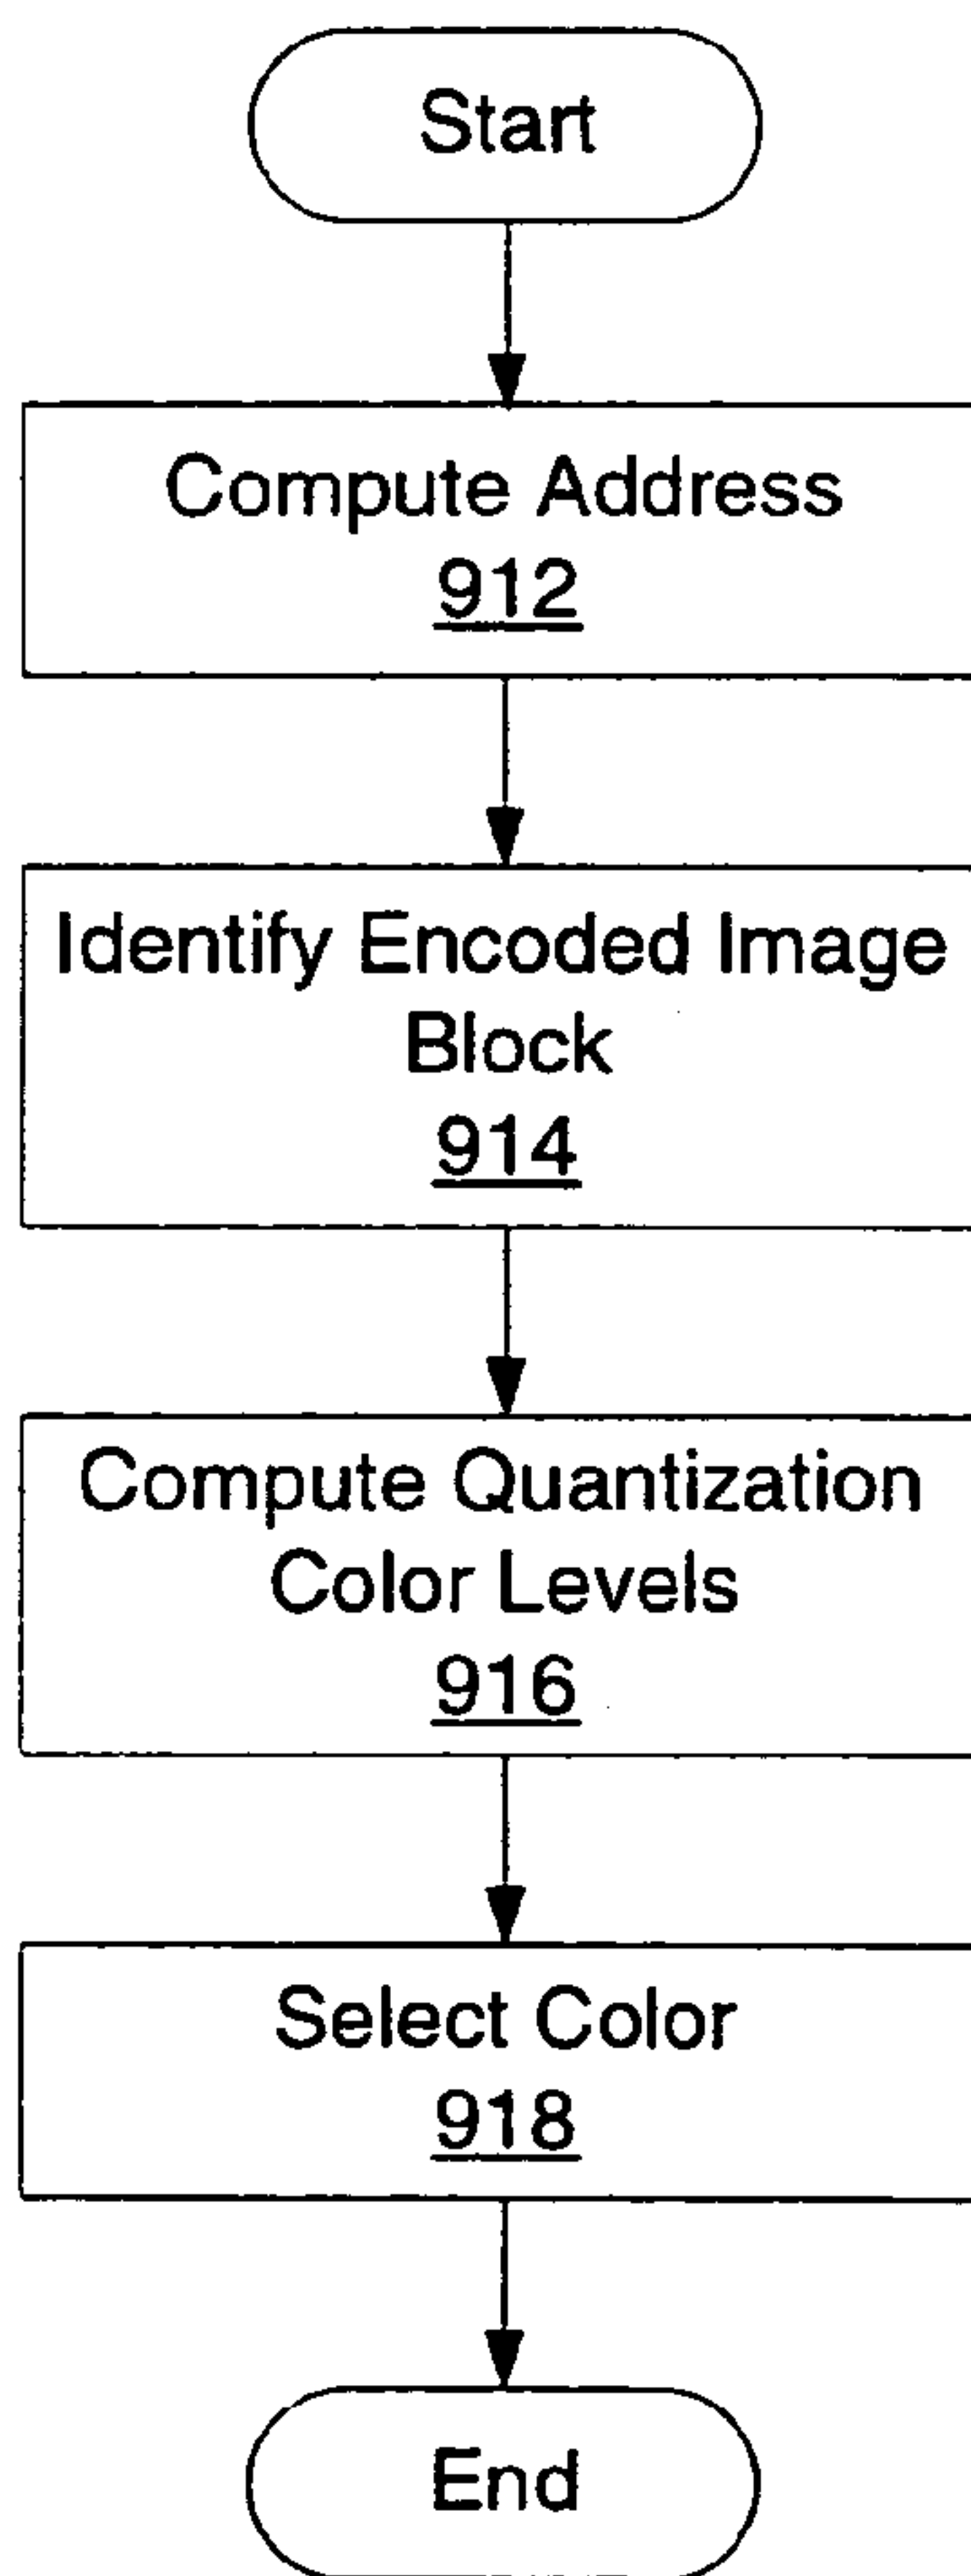 Start
Compute Address
912
Identify Encoded Image
Block
914
Compute Quantization
Color Levels
916
Select Color
918
End